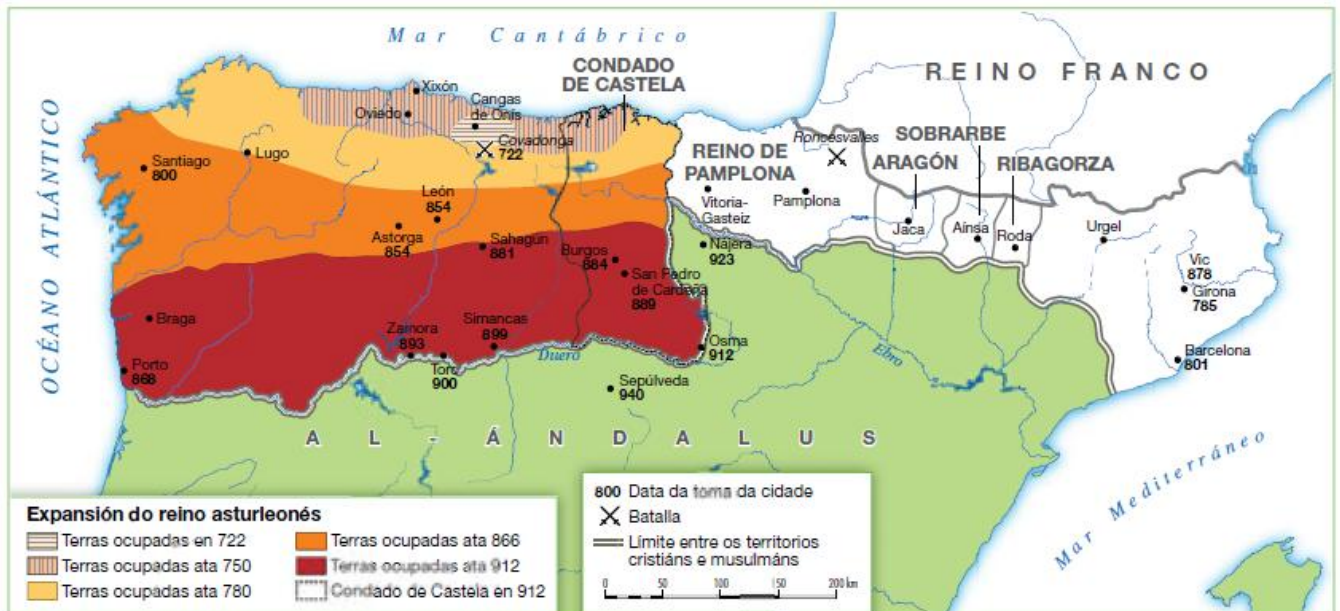 Mar Cantábrico
OCÉANO ATLÁNTICO
CONDADO
DE CASTELA
REINO FRANCO
Xixón
Oviedo
Cangas
de Onís
Covadonga
722
Roncesvalles
SOBRARBE
REINO DE
PAMPLONA
ARAGÓN
RIBAGORZA
Santiago
800
Lugo
León
854
Astorga
854
Sahagún
881
Burgos
884
San Pedro
de Cardeña
889
Vitoria-
Gasteiz
Pamplona
Nájera
923
Jaca
Aínsa
Roda
Urgel
Vic
878
Girona
785
Barcelona
801
Braga
Porto
868
Zamora
893
Toro
900
Simancas
899
Duero
Osma
912
Sepúlveda
940
Ebro
AL-ÁNDALUS
Mar Mediterráneo
Expansión do reino asturleonés
Terras ocupadas en 722
Terras ocupadas ata 750
Terras ocupadas ata 780
Terras ocupadas ata 866
Terras ocupadas ata 912
Condado de Castela en 912
800 Data da toma da cidade
Batalla
Límite entre os territorios
cristiáns e musulmáns
0 50 100 150 200 km